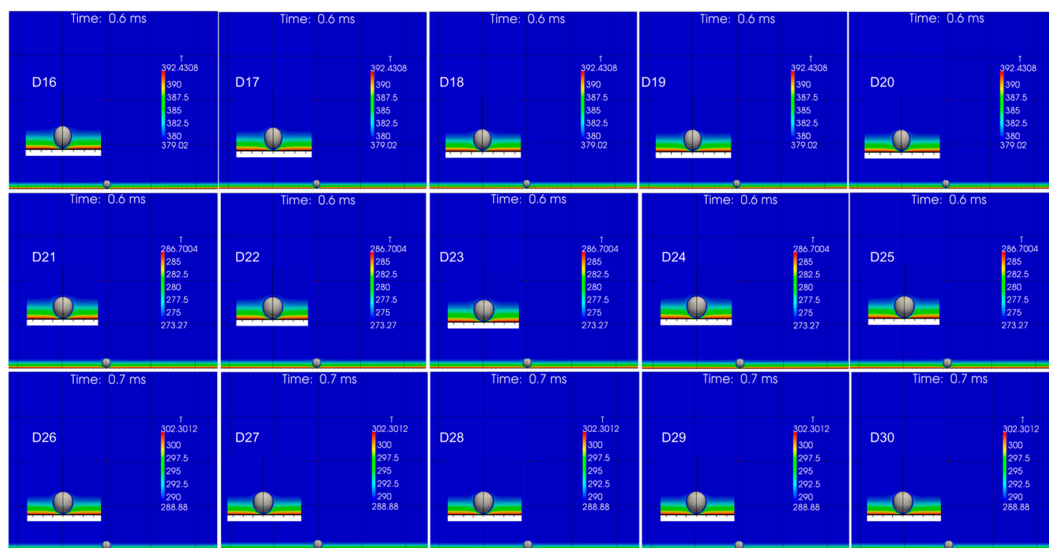 Time: 0.6 ms
D16
T
392.4308
390
387.5
385
382.5
380
379.02
Time: 0.6 ms
D17
T
392.4308
390
387.5
385
382.5
380
379.02
Time: 0.6 ms
D18
T
392.4308
390
387.5
385
382.5
380
379.02
Time: 0.6 ms
D19
T
392.4308
390
387.5
385
382.5
380
379.02
Time: 0.6 ms
D20
T
392.4308
390
387.5
385
382.5
380
379.02
Time: 0.6 ms
D21
T
286.7004
285
282.5
280
277.5
275
273.27
Time: 0.6 ms
D22
T
286.7004
285
282.5
280
277.5
275
273.27
Time: 0.6 ms
D23
T
286.7004
285
282.5
280
277.5
275
273.27
Time: 0.6 ms
D24
T
286.7004
285
282.5
280
277.5
275
273.27
Time: 0.6 ms
D25
T
286.7004
285
282.5
280
277.5
275
273.27
Time: 0.7 ms
D26
T
302.3012
300
297.5
295
292.5
290
288.88
Time: 0.7 ms
D27
T
302.3012
300
297.5
295
292.5
290
288.88
Time: 0.7 ms
D28
T
302.3012
300
297.5
295
292.5
290
288.88
Time: 0.7 ms
D29
T
302.3012
300
297.5
295
292.5
290
288.88
Time: 0.7 ms
D30
T
302.3012
300
297.5
295
292.5
290
288.88